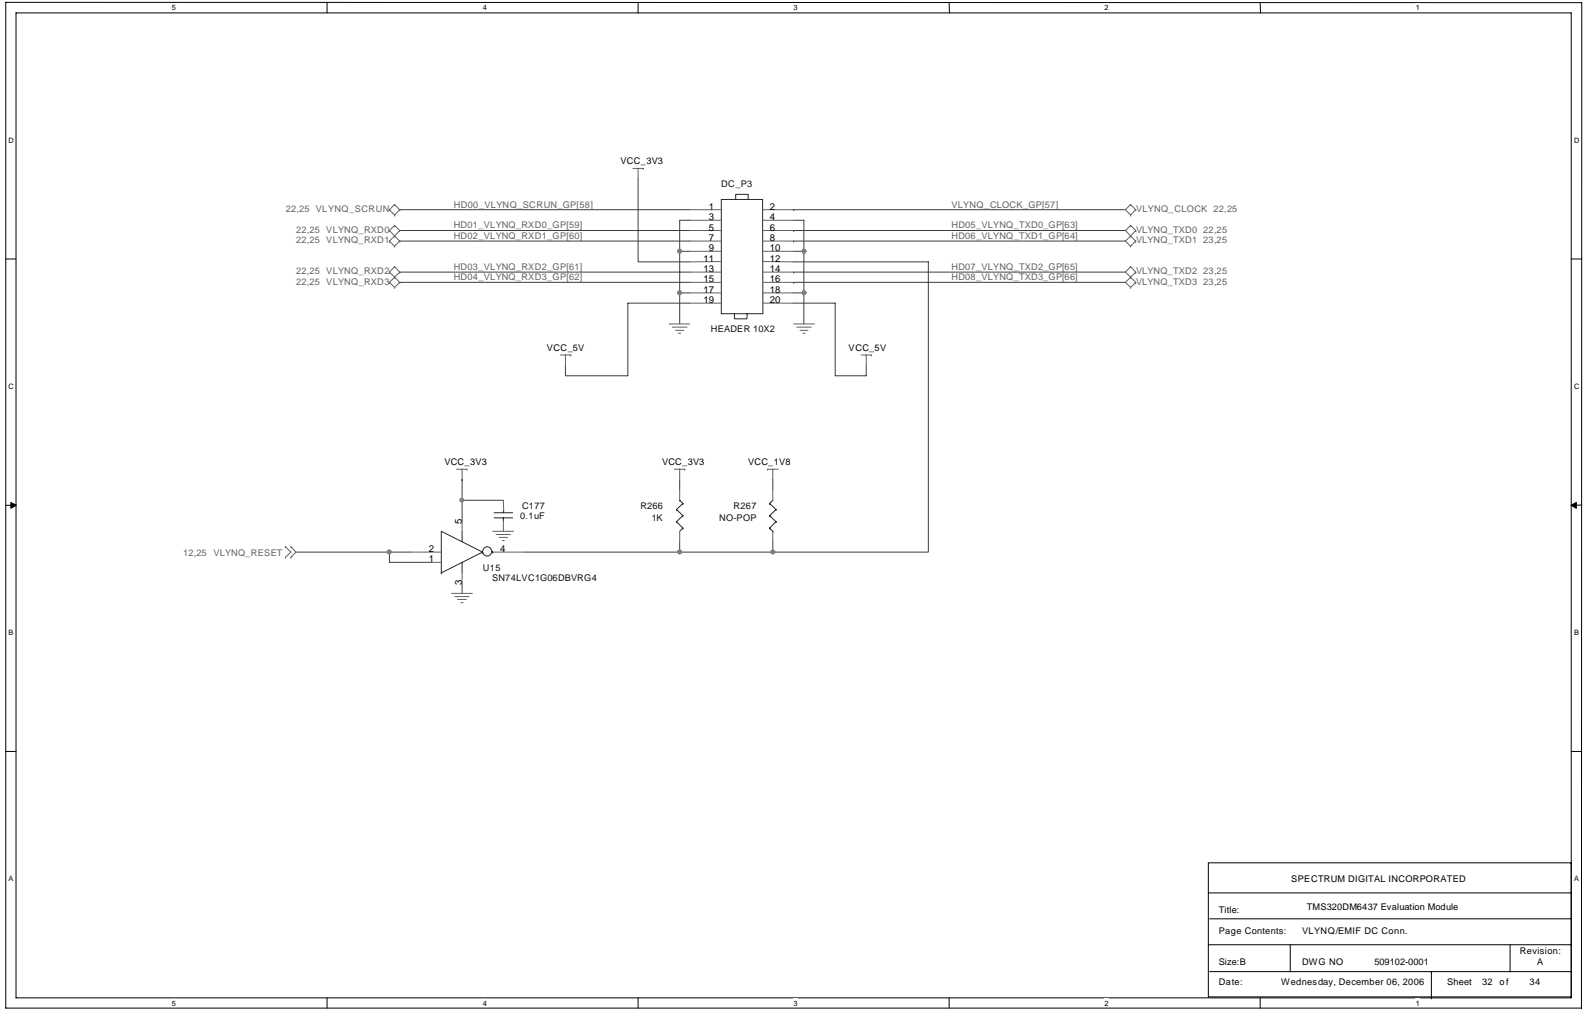 5 4 3 2 1
D D
VCC_3V3
DC_P3
22,25 VLYNQ_SCRUN HD00_VLYNQ_SCRUN_GP[58] 1 2 VLYNQ_CLOCK_GP[57] VLYNQ_CLOCK 22,25
3 4
22,25 VLYNQ_RXD0 HD01_VLYNQ_RXD0_GP[59] 5 6 HD05_VLYNQ_TXD0_GP[63] VLYNQ_TXD0 22,25
22,25 VLYNQ_RXD1 HD02_VLYNQ_RXD1_GP[60] 7 8 HD06_VLYNQ_TXD1_GP[64] VLYNQ_TXD1 23,25
9 10
11 12
22,25 VLYNQ_RXD2 HD03_VLYNQ_RXD2_GP[61] 13 14 HD07_VLYNQ_TXD2_GP[65] VLYNQ_TXD2 23,25
22,25 VLYNQ_RXD3 HD04_VLYNQ_RXD3_GP[62] 15 16 HD08_VLYNQ_TXD3_GP[66] VLYNQ_TXD3 23,25
17 18
19 20
HEADER 10X2
VCC_5V VCC_5V
C C
VCC_3V3 VCC_3V3 VCC_1V8
C177 R266 R267
0.1uF 1K NO-POP
5
12,25 VLYNQ_RESET 2 4
1
U15
3 SN74LVC1G06DBVRG4
B B
A A
SPECTRUM DIGITAL INCORPORATED
Title: TMS320DM6437 Evaluation Module
Page Contents: VLYNQ/EMIF DC Conn.
Size:B DWG NO 509102-0001 Revision: A
Date: Wednesday, December 06, 2006 Sheet 32 of 34
5 4 3 2 1